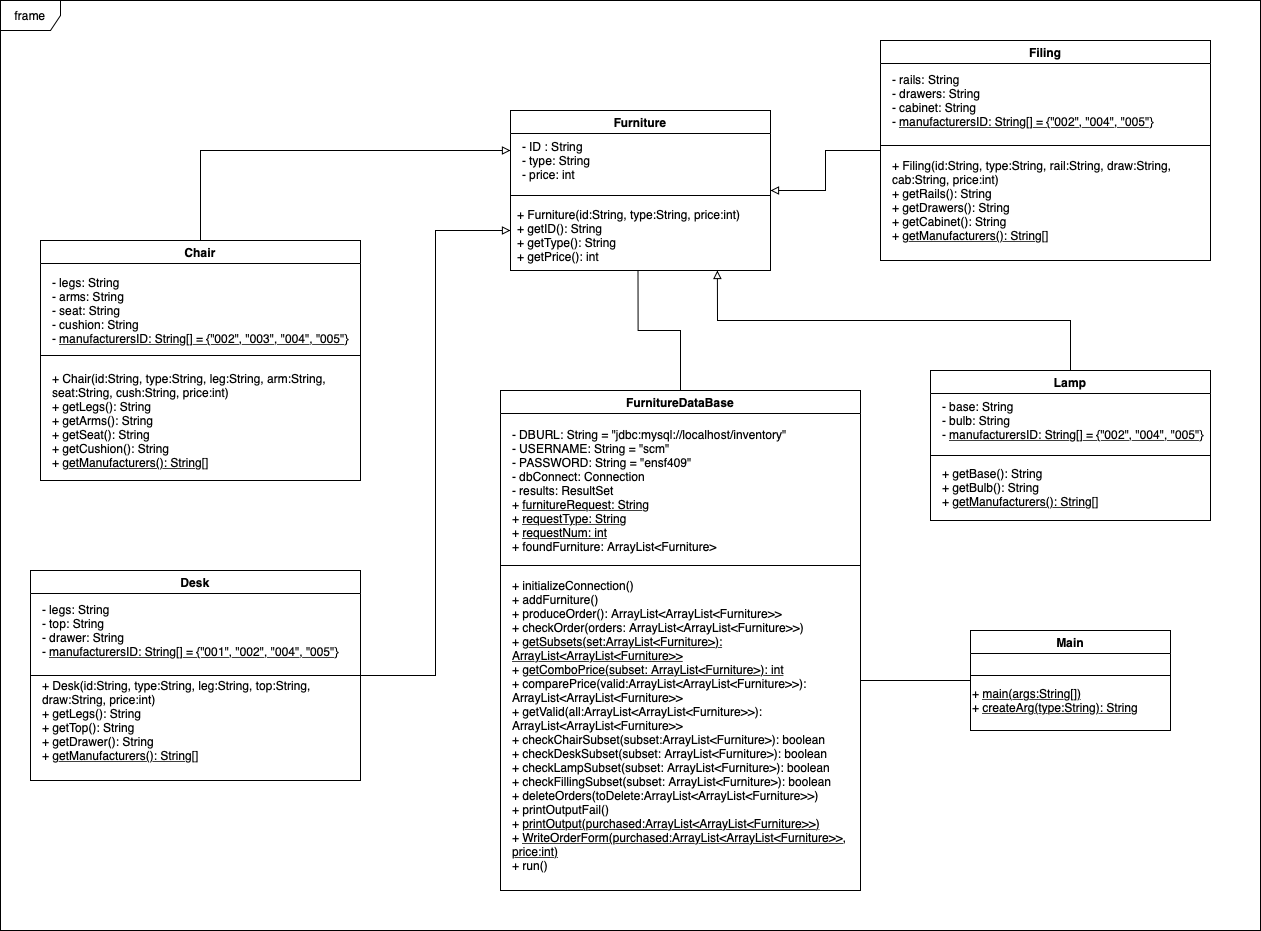 frame
Filing
- rails: String
- drawers: String
- cabinet: String
- manufacturersID: String[] = {"002", "004", "005"}
+ Filing(id:String, type:String, rail:String, draw:String,
cab:String, price:int)
+ getRails(): String
+ getDrawers(): String
+ getCabinet(): String
+ getManufacturers(): String[]
Furniture
- ID : String
- type: String
- price: int
+ Furniture(id:String, type:String, price:int)
+ getID(): String
+ getType(): String
+ getPrice(): int
Chair
- legs: String
- arms: String
- seat: String
- cushion: String
- manufacturersID: String[] = {"002", "003", "004", "005"}
+ Chair(id:String, type:String, leg:String, arm:String,
seat:String, cush:String, price:int)
+ getLegs(): String
+ getArms(): String
+ getSeat(): String
+ getCushion(): String
+ getManufacturers(): String[]
Lamp
- base: String
- bulb: String
- manufacturersID: String[] = {"002", "004", "005"}
+ getBase(): String
+ getBulb(): String
+ getManufacturers(): String[]
FurnitureDataBase
- DBURL: String = "jdbc:mysql://localhost/inventory"
- USERNAME: String = "scm"
- PASSWORD: String = "ensf409"
- dbConnect: Connection
- results: ResultSet
+ furnitureRequest: String
+ requestType: String
+ requestNum: int
+ foundFurniture: ArrayList<Furniture>
+ initializeConnection()
+ addFurniture()
+ produceOrder(): ArrayList<ArrayList<Furniture>>
+ checkOrder(orders: ArrayList<ArrayList<Furniture>>)
+ getSubsets(set:ArrayList<Furniture>):
ArrayList<ArrayList<Furniture>>
+ getComboPrice(subset: ArrayList<Furniture>): int
+ comparePrice(valid:ArrayList<ArrayList<Furniture>>):
ArrayList<ArrayList<Furniture>>
+ getValid(all:ArrayList<ArrayList<Furniture>>):
ArrayList<ArrayList<Furniture>>
+ checkChairSubset(subset:ArrayList<Furniture>): boolean
+ checkDeskSubset(subset: ArrayList<Furniture>): boolean
+ checkLampSubset(subset: ArrayList<Furniture>): boolean
+ checkFillingSubset(subset: ArrayList<Furniture>): boolean
+ deleteOrders(toDelete:ArrayList<ArrayList<Furniture>>)
+ printOutputFail()
+ printOutput(purchased:ArrayList<ArrayList<Furniture>>)
+ WriteOrderForm(purchased:ArrayList<ArrayList<Furniture>>,
price:int)
+ run()
Desk
- legs: String
- top: String
- drawer: String
- manufacturersID: String[] = {"001", "002", "004", "005"}
+ Desk(id:String, type:String, leg:String, top:String,
draw:String, price:int)
+ getLegs(): String
+ getTop(): String
+ getDrawer(): String
+ getManufacturers(): String[]
Main
+ main(args:String[])
+ createArg(type:String): String